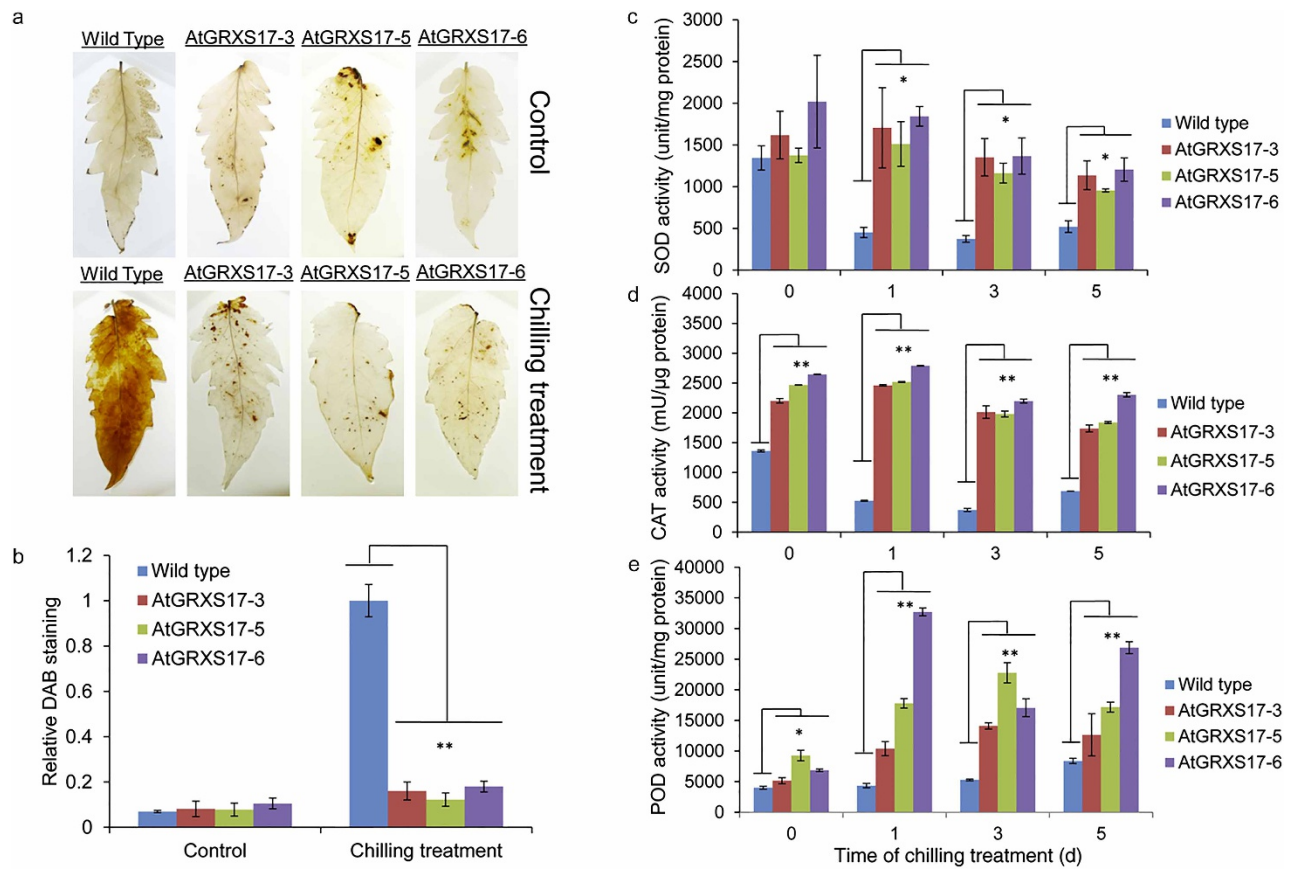 a
Wild Type AtGRXS17-3 AtGRXS17-5 AtGRXS17-6
Control
Wild Type AtGRXS17-3 AtGRXS17-5 AtGRXS17-6
Chilling treatment
b
Relative DAB staining
1.2
1
0.8
0.6
0.4
0.2
0
Wild type
AtGRXS17-3
AtGRXS17-5
AtGRXS17-6
**
Control Chilling treatment
c
SOD activity (unit/mg protein)
3000
2500
2000
1500
1000
500
0
* * *
0 1 3 5
Wild type
AtGRXS17-3
AtGRXS17-5
AtGRXS17-6
d
CAT activity (mU/µg protein)
4000
3500
3000
2500
2000
1500
1000
500
0
** ** ** **
0 1 3 5
Wild type
AtGRXS17-3
AtGRXS17-5
AtGRXS17-6
e
POD activity (unit/mg protein)
40000
35000
30000
25000
20000
15000
10000
5000
0
* ** ** **
0 1 3 5
Time of chilling treatment (d)
Wild type
AtGRXS17-3
AtGRXS17-5
AtGRXS17-6